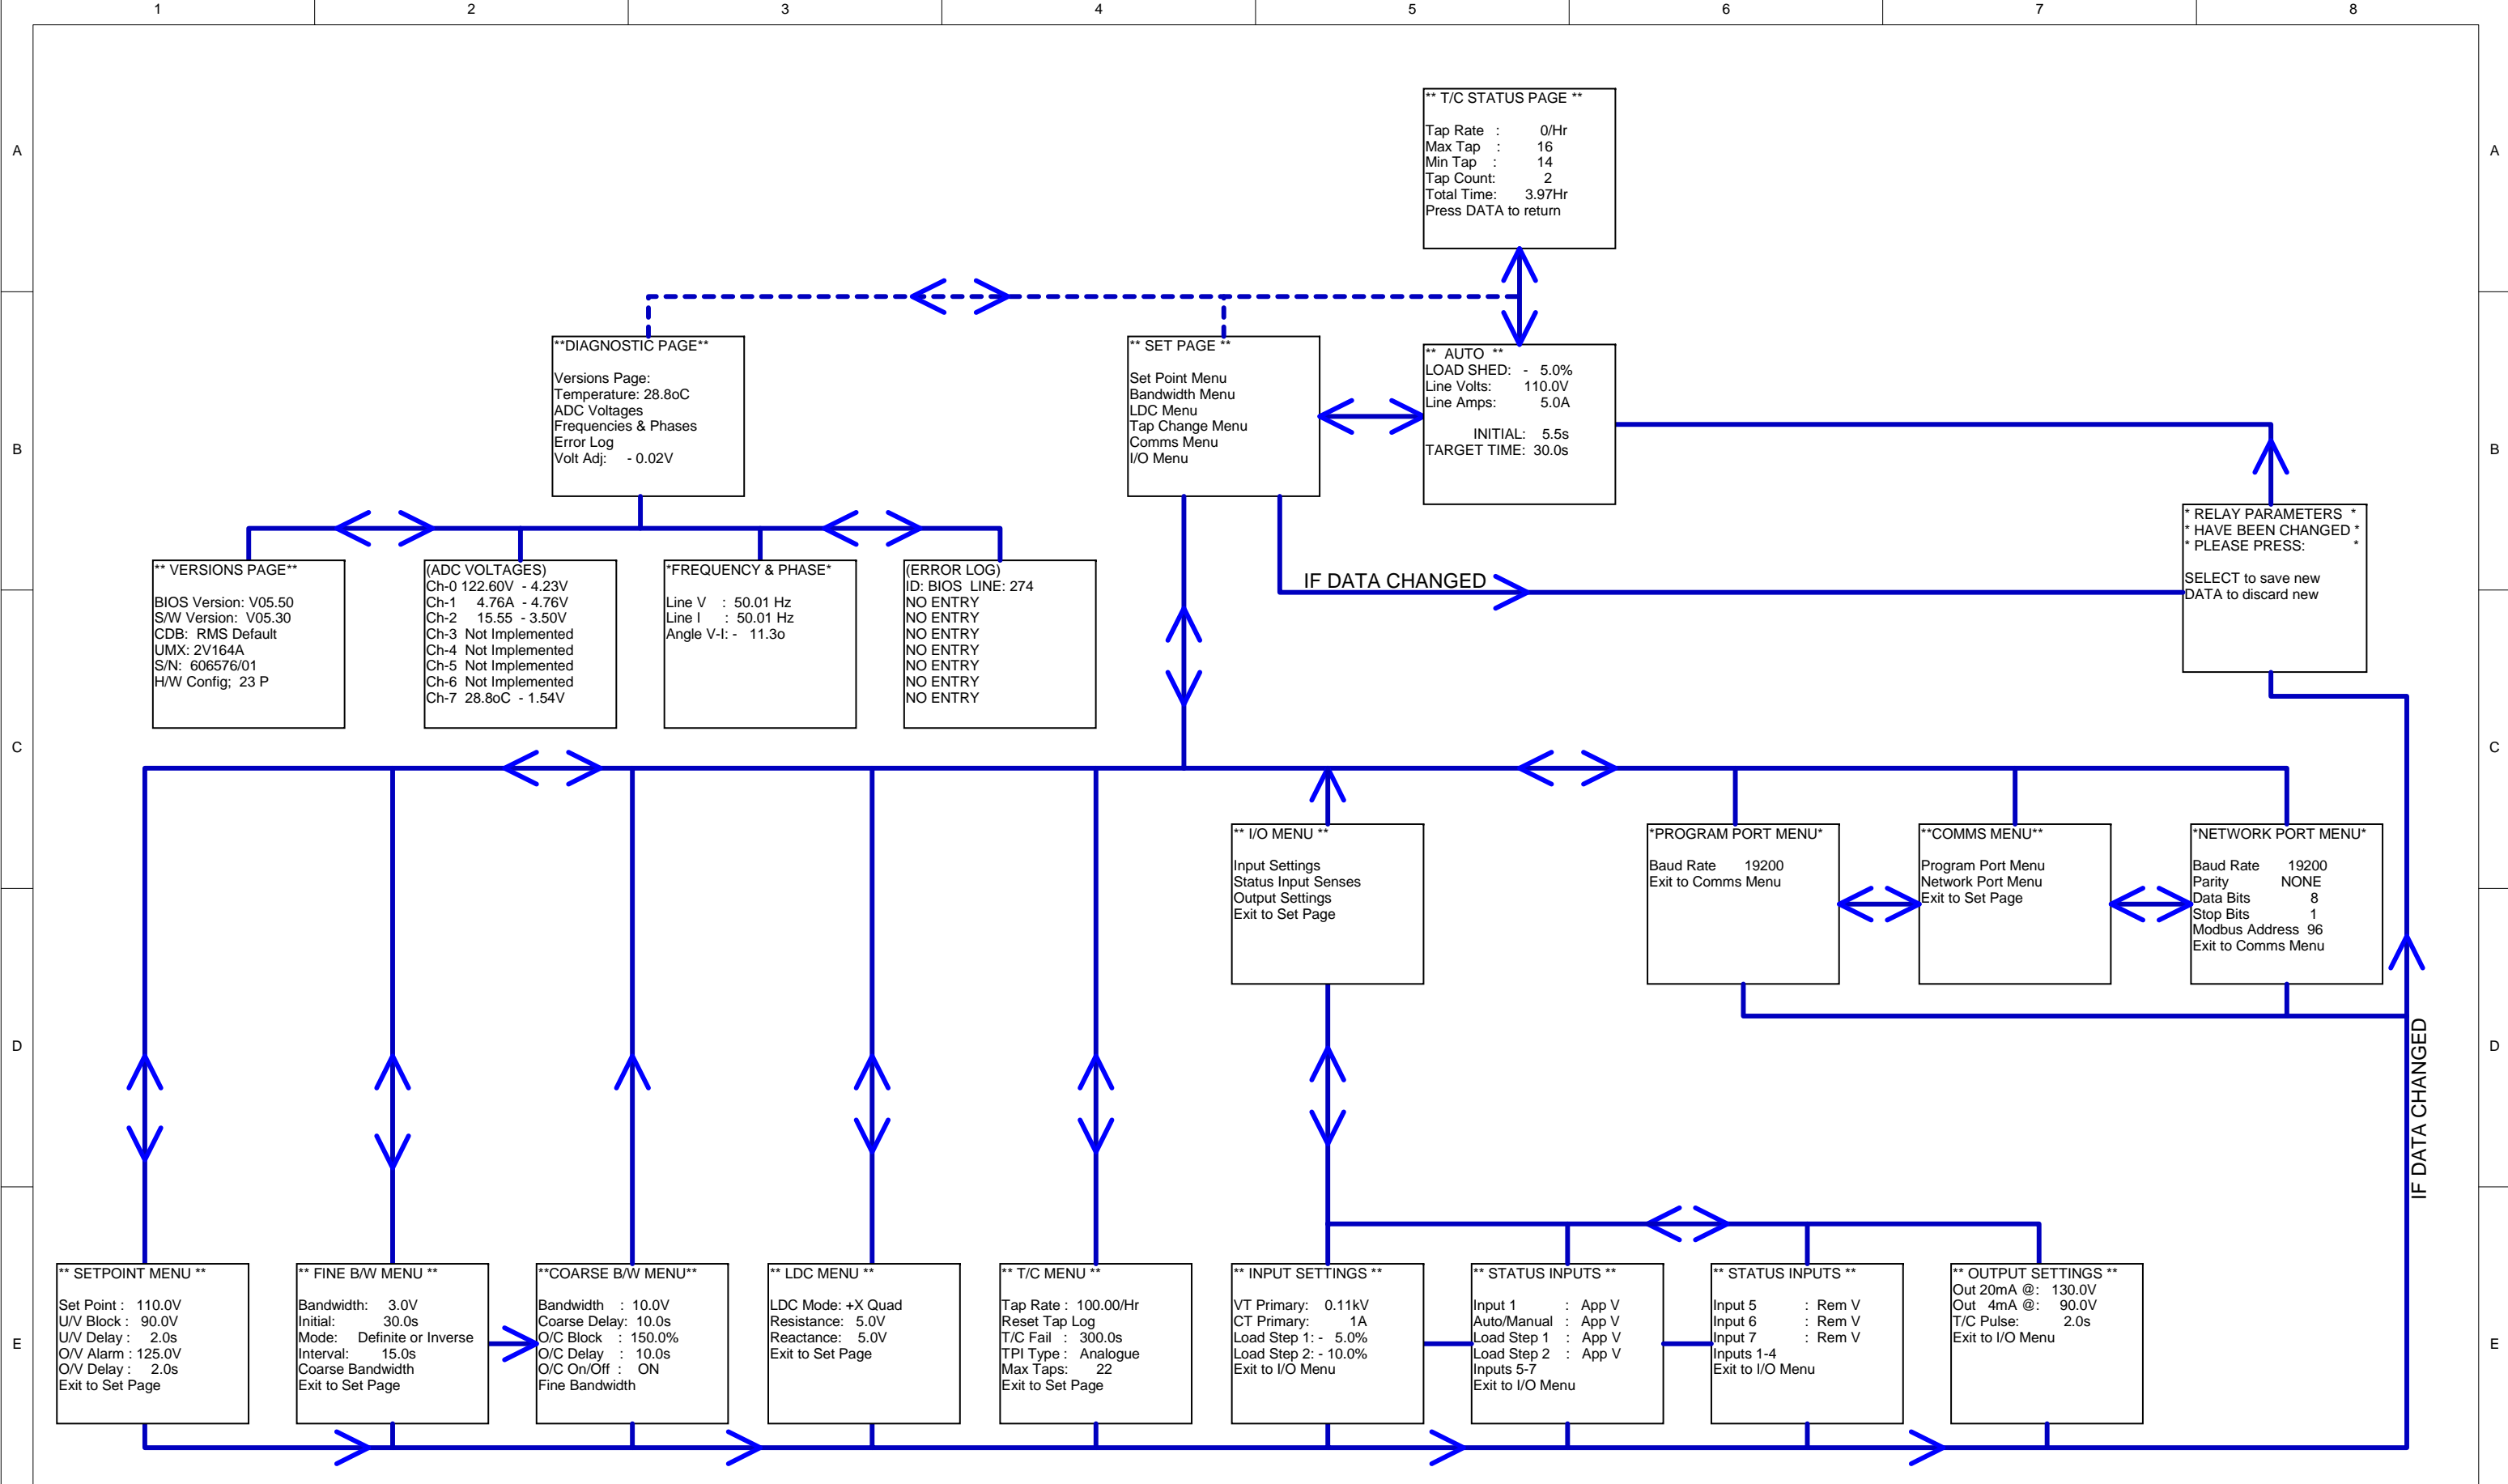 1 2 3 4 5 6 7 8
A A
** T/C STATUS PAGE **
Tap Rate : 0/Hr
Max Tap : 16
Min Tap : 14
Tap Count: 2
Total Time: 3.97Hr
Press DATA to return
B B
**DIAGNOSTIC PAGE**
Versions Page:
Temperature: 28.8oC
ADC Voltages
Frequencies & Phases
Error Log
Volt Adj: - 0.02V
** SET PAGE **
Set Point Menu
Bandwidth Menu
LDC Menu
Tap Change Menu
Comms Menu
I/O Menu
** AUTO **
LOAD SHED: - 5.0%
Line Volts: 110.0V
Line Amps: 5.0A
INITIAL: 5.5s
TARGET TIME: 30.0s
* RELAY PARAMETERS *
* HAVE BEEN CHANGED *
* PLEASE PRESS: *
SELECT to save new
DATA to discard new
IF DATA CHANGED
** VERSIONS PAGE**
BIOS Version: V05.50
S/W Version: V05.30
CDB: RMS Default
UMX: 2V164A
S/N: 606576/01
H/W Config; 23 P
(ADC VOLTAGES)
Ch-0 122.60V - 4.23V
Ch-1 4.76A - 4.76V
Ch-2 15.55 - 3.50V
Ch-3 Not Implemented
Ch-4 Not Implemented
Ch-5 Not Implemented
Ch-6 Not Implemented
Ch-7 28.8oC - 1.54V
*FREQUENCY & PHASE*
Line V : 50.01 Hz
Line I : 50.01 Hz
Angle V-I: - 11.3o
(ERROR LOG)
ID: BIOS LINE: 274
NO ENTRY
NO ENTRY
NO ENTRY
NO ENTRY
NO ENTRY
NO ENTRY
NO ENTRY
C C
** I/O MENU **
Input Settings
Status Input Senses
Output Settings
Exit to Set Page
*PROGRAM PORT MENU*
Baud Rate 19200
Exit to Comms Menu
**COMMS MENU**
Program Port Menu
Network Port Menu
Exit to Set Page
*NETWORK PORT MENU*
Baud Rate 19200
Parity NONE
Data Bits 8
Stop Bits 1
Modbus Address 96
Exit to Comms Menu
D D
IF DATA CHANGED
E E
** SETPOINT MENU **
Set Point : 110.0V
U/V Block : 90.0V
U/V Delay : 2.0s
O/V Alarm : 125.0V
O/V Delay : 2.0s
Exit to Set Page
** FINE B/W MENU **
Bandwidth: 3.0V
Initial: 30.0s
Mode: Definite or Inverse
Interval: 15.0s
Coarse Bandwidth
Exit to Set Page
**COARSE B/W MENU**
Bandwidth : 10.0V
Coarse Delay: 10.0s
O/C Block : 150.0%
O/C Delay : 10.0s
O/C On/Off : ON
Fine Bandwidth
** LDC MENU **
LDC Mode: +X Quad
Resistance: 5.0V
Reactance: 5.0V
Exit to Set Page
** T/C MENU **
Tap Rate : 100.00/Hr
Reset Tap Log
T/C Fail : 300.0s
TPI Type : Analogue
Max Taps: 22
Exit to Set Page
** INPUT SETTINGS **
VT Primary: 0.11kV
CT Primary: 1A
Load Step 1: - 5.0%
Load Step 2: - 10.0%
Exit to I/O Menu
** STATUS INPUTS **
Input 1 : App V
Auto/Manual : App V
Load Step 1 : App V
Load Step 2 : App V
Inputs 5-7
Exit to I/O Menu
** STATUS INPUTS **
Input 5 : Rem V
Input 6 : Rem V
Input 7 : Rem V
Inputs 1-4
Exit to I/O Menu
** OUTPUT SETTINGS **
Out 20mA @: 130.0V
Out 4mA @: 90.0V
T/C Pulse: 2.0s
Exit to I/O Menu